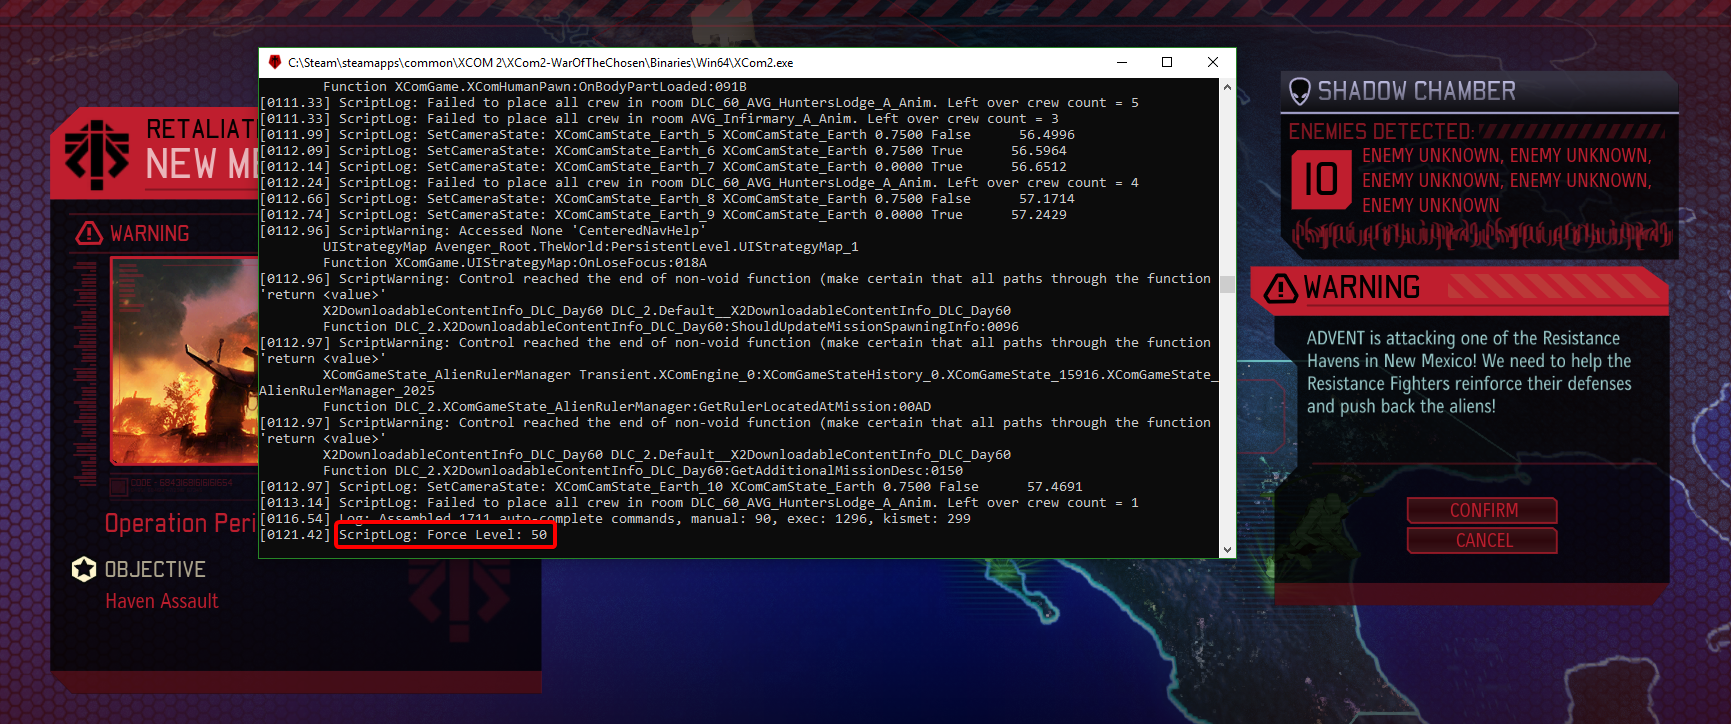 C:\Steam\steamapps\common\XCOM 2\XCom2-WarOfTheChosen\Binaries\Win64\XCom2.exe
Function XComGame.XComHumanPawn:OnBodyPartLoaded:091B
[0111.33] ScriptLog: Failed to place all crew in room DLC_60_AVG_HuntersLodge_A_Anim. Left over crew count = 5
[0111.33] ScriptLog: Failed to place all crew in room AVG_Infirmary_A_Anim. Left over crew count = 3
[0111.99] ScriptLog: SetCameraState: XComCamState_Earth_5 XComCamState_Earth 0.7500 False 56.4996
[0112.09] ScriptLog: SetCameraState: XComCamState_Earth_6 XComCamState_Earth 0.7500 True 56.5964
[0112.14] ScriptLog: SetCameraState: XComCamState_Earth_7 XComCamState_Earth 0.0000 True 56.6512
[0112.24] ScriptLog: Failed to place all crew in room DLC_60_AVG_HuntersLodge_A_Anim. Left over crew count = 4
[0112.66] ScriptLog: SetCameraState: XComCamState_Earth_8 XComCamState_Earth 0.7500 False 57.1714
[0112.74] ScriptLog: SetCameraState: XComCamState_Earth_9 XComCamState_Earth 0.0000 True 57.2429
[0112.96] ScriptWarning: Accessed None 'CenteredNavHelp'
UIStrategyMap Avenger_Root.TheWorld:PersistentLevel.UIStrategyMap_1
Function XComGame.UIStrategyMap:OnLoseFocus:018A
[0112.96] ScriptWarning: Control reached the end of non-void function (make certain that all paths through the function
'return <value>'
X2DownloadableContentInfo_DLC_Day60 DLC_2.Default__X2DownloadableContentInfo_DLC_Day60
Function DLC_2.X2DownloadableContentInfo_DLC_Day60:ShouldUpdateMissionSpawningInfo:0096
[0112.97] ScriptWarning: Control reached the end of non-void function (make certain that all paths through the function
'return <value>'
XComGameState_AlienRulerManager Transient.XComEngine_0:XComGameStateHistory_0.XComGameState_15916.XComGameState_
AlienRulerManager_2025
Function DLC_2.XComGameState_AlienRulerManager:GetRulerLocatedAtMission:00AD
[0112.97] ScriptWarning: Control reached the end of non-void function (make certain that all paths through the function
'return <value>'
X2DownloadableContentInfo_DLC_Day60 DLC_2.Default__X2DownloadableContentInfo_DLC_Day60
Function DLC_2.X2DownloadableContentInfo_DLC_Day60:GetAdditionalMissionDesc:0150
[0112.97] ScriptLog: SetCameraState: XComCamState_Earth_10 XComCamState_Earth 0.7500 False 57.4691
[0113.14] ScriptLog: Failed to place all crew in room DLC_60_AVG_HuntersLodge_A_Anim. Left over crew count = 1
[0116.54] Log: Assembled 1711 auto-complete commands, manual: 90, exec: 1296, kismet: 299
[0121.42] ScriptLog: Force Level: 50
RETALIATI
NEW ME
WARNING
Operation Peri
OBJECTIVE
Haven Assault
SHADOW CHAMBER
ENEMIES DETECTED:
10
ENEMY UNKNOWN, ENEMY UNKNOWN,
ENEMY UNKNOWN, ENEMY UNKNOWN,
ENEMY UNKNOWN
WARNING
ADVENT is attacking one of the Resistance
Havens in New Mexico! We need to help the
Resistance Fighters reinforce their defenses
and push back the aliens!
CONFIRM
CANCEL